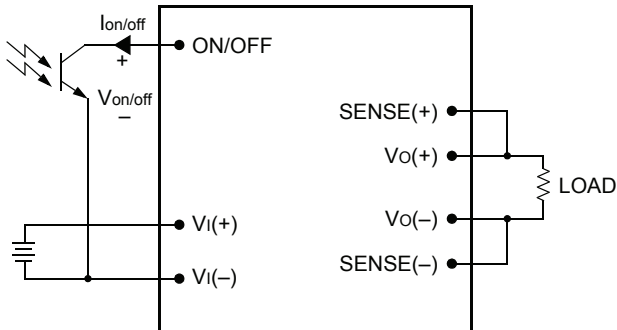 Ion/off
+
ON/OFF
Von/off
–
SENSE(+)
VO(+)
LOAD
VO(–)
SENSE(–)
VI(+)
VI(–)